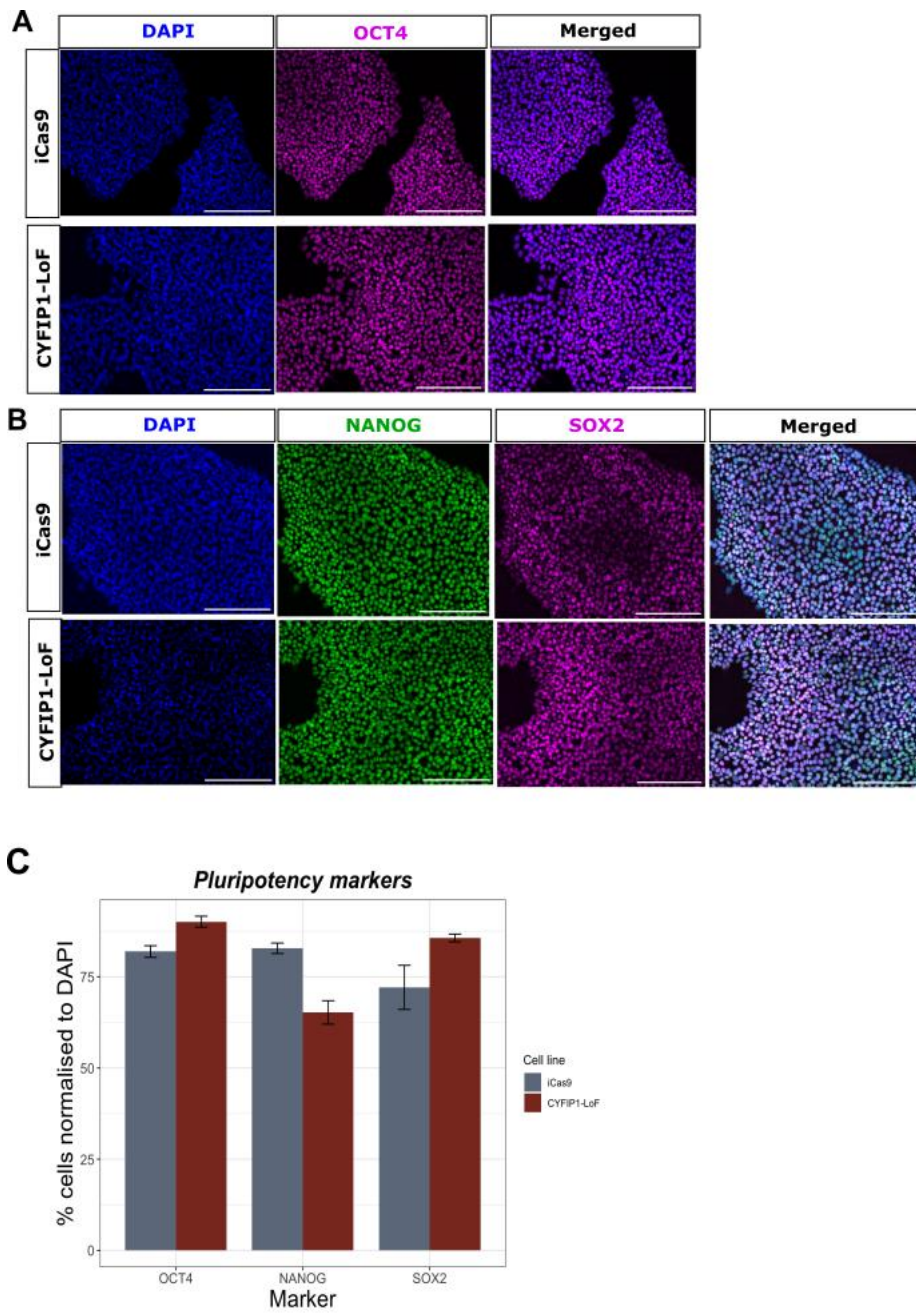 A
DAPI OCT4 Merged
iCas9
CYFIP1-LoF
B
DAPI NANOG SOX2 Merged
iCas9
CYFIP1-LoF
C
Pluripotency markers
% cells normalised to DAPI
75
50
25
0
OCT4 NANOG SOX2
Marker
Cell line
iCas9
CYFIP1-LoF